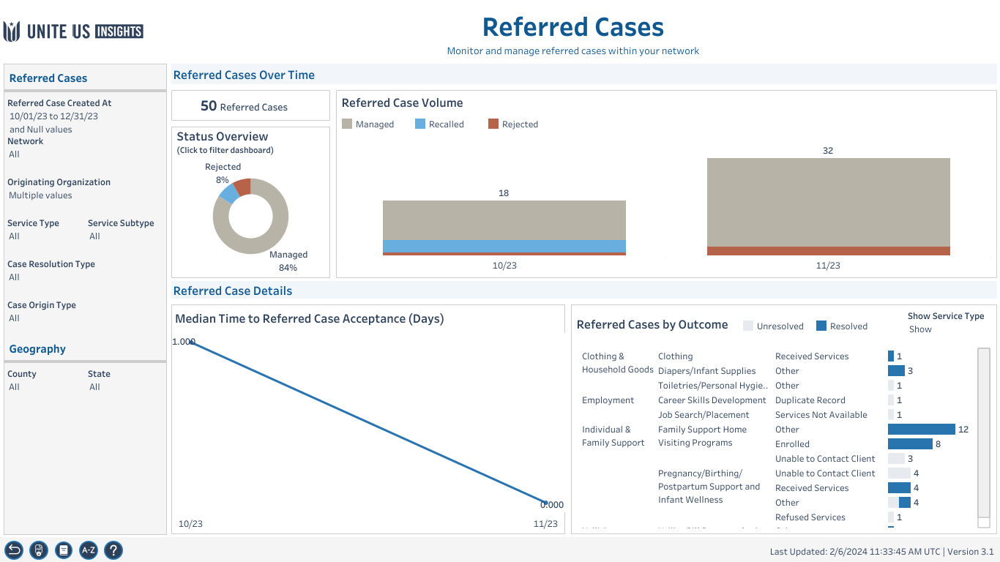 UNITE US INSIGHTS
Referred Cases
Monitor and manage referred cases within your network
Referred Cases
Referred Case Created At
10/01/23 to 12/31/23
and Null values
Network
All
Originating Organization
Multiple values
Service Type Service Subtype
All All
Case Resolution Type
All
Case Origin Type
All
Geography
County State
All All
Referred Cases Over Time
50 Referred Cases
Status Overview
(Click to filter dashboard)
Rejected
8%
Managed
84%
Referred Case Volume
Managed Recalled Rejected
18
32
10/23 11/23
Referred Case Details
Median Time to Referred Case Acceptance (Days)
1.000
0.000
10/23 11/23
Referred Cases by Outcome Unresolved Resolved
Show Service Type
Show
Clothing & Clothing Received Services 1
Household Goods Diapers/Infant Supplies Other 3
Toiletries/Personal Hygie.. Other 1
Employment Career Skills Development Duplicate Record 1
Job Search/Placement Services Not Available 1
Individual & Family Support Home Other 12
Family Support Visiting Programs Enrolled 8
Unable to Contact Client 3
Pregnancy/Birthing/ Unable to Contact Client 4
Postpartum Support and Received Services 4
Infant Wellness Other 4
Refused Services 1
A-Z ?
Last Updated: 2/6/2024 11:33:45 AM UTC | Version 3.1